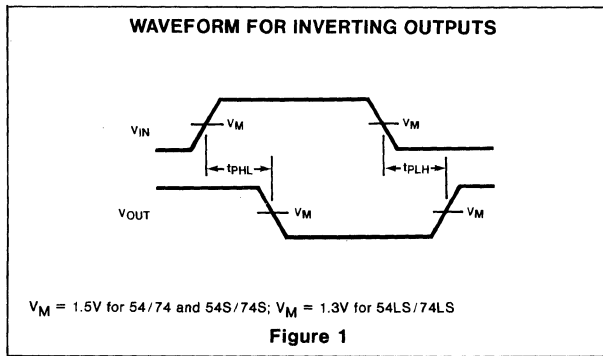 WAVEFORM FOR INVERTING OUTPUTS
VIN
VM
VM
tPHL
tPLH
VOUT
VM
VM
VM = 1.5V for 54/74 and 54S/74S; VM = 1.3V for 54LS/74LS
Figure 1